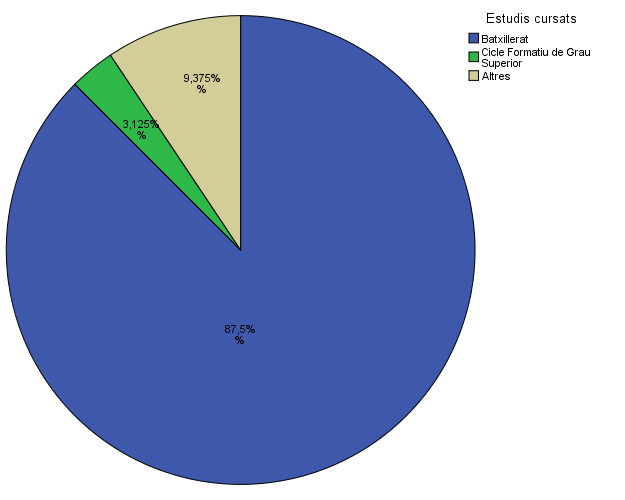 Estudis cursats
Batxillerat
Cicle Formatiu de Grau
Superior
Altres
9,375%
%
3,125%
%
87,5%
%